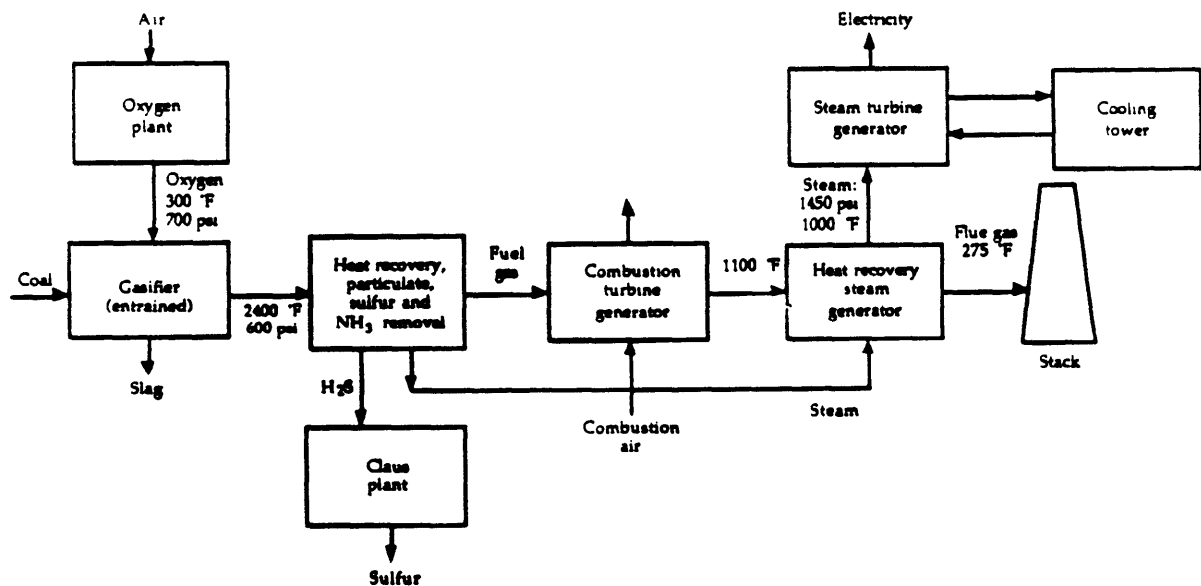 Air
Oxygen
plant
Oxygen
300 °F
700 psi
Coal
Gasifier
(entrained)
2400 °F
600 psi
Slag
Heat recovery,
particulate,
sulfur and
NH₃ removal
H₂S
Claus
plant
Sulfur
Fuel
gas
Combustion
turbine
generator
Combustion
air
1100 °F
Steam
Heat recovery
steam
generator
Steam:
1450 psi
1000 °F
Electricity
Steam turbine
generator
Cooling
tower
Flue gas
275 °F
Stack